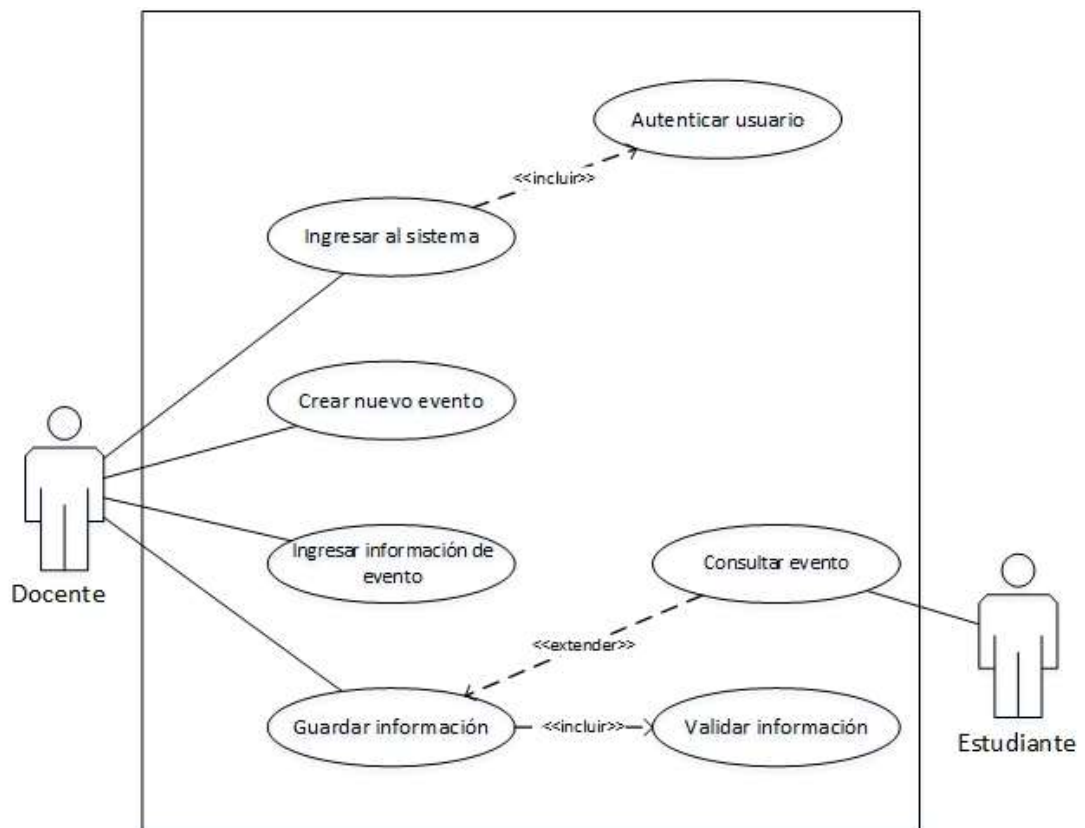 Autenticar usuario
<<incluir>>
Ingresar al sistema
Crear nuevo evento
Ingresar información de
evento
Consultar evento
Docente
<<extender>>
Guardar información
<<incluir>>
Validar información
Estudiante